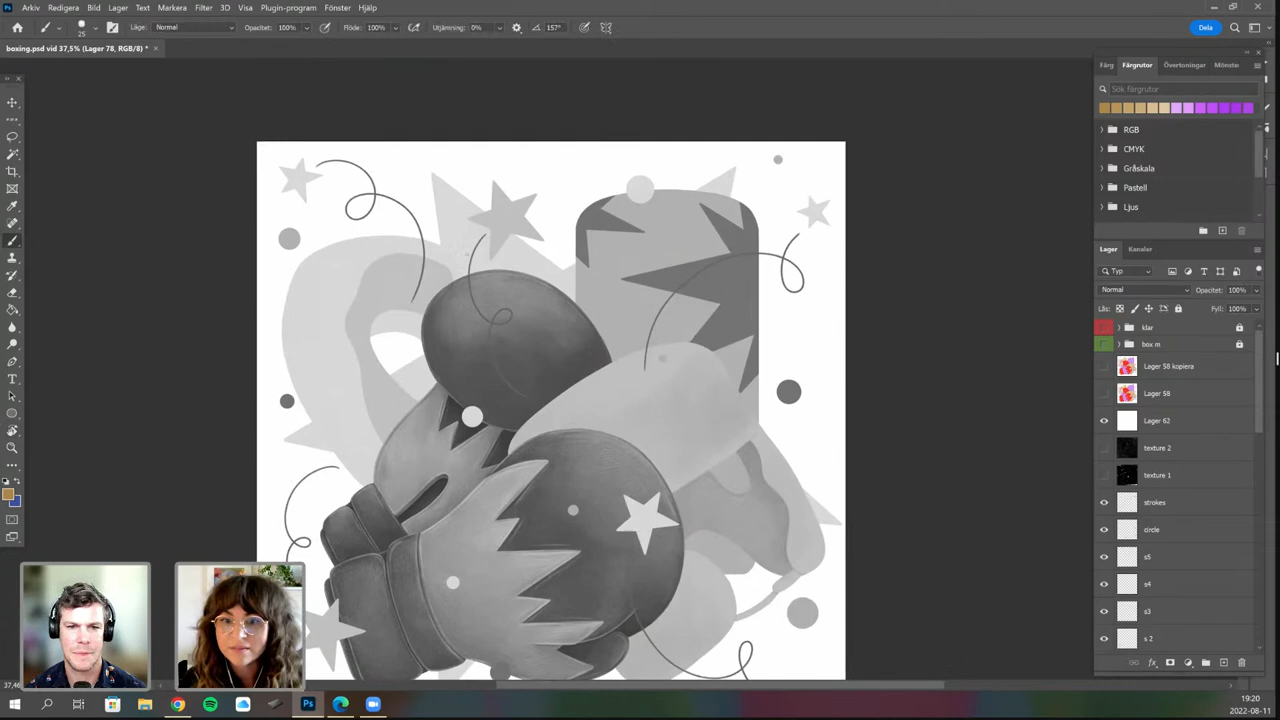 Arkiv Redigera Bild Lager Text Markera Filter 3D Visa Plugin-program Fönster Hjälp
25 Läge: Normal Opacitet: 100% Flöde: 100% Utjämning: 0% 157° Dela
boxing.psd vid 37,5% (Lager 78, RGB/8) * ×
Färg Färgrutor Övertoningar Mönster
Sök färgrutor
RGB
CMYK
Gråskala
Pastell
Ljus
Lager Kanaler
Typ
Normal Opacitet: 100%
Lås: Fyll: 100%
klar
box m
Lager 58 kopiera
Lager 58
Lager 62
texture 2
texture 1
strokes
circle
s5
s4
s3
s 2
fx
37,46
19:20
2022-08-11